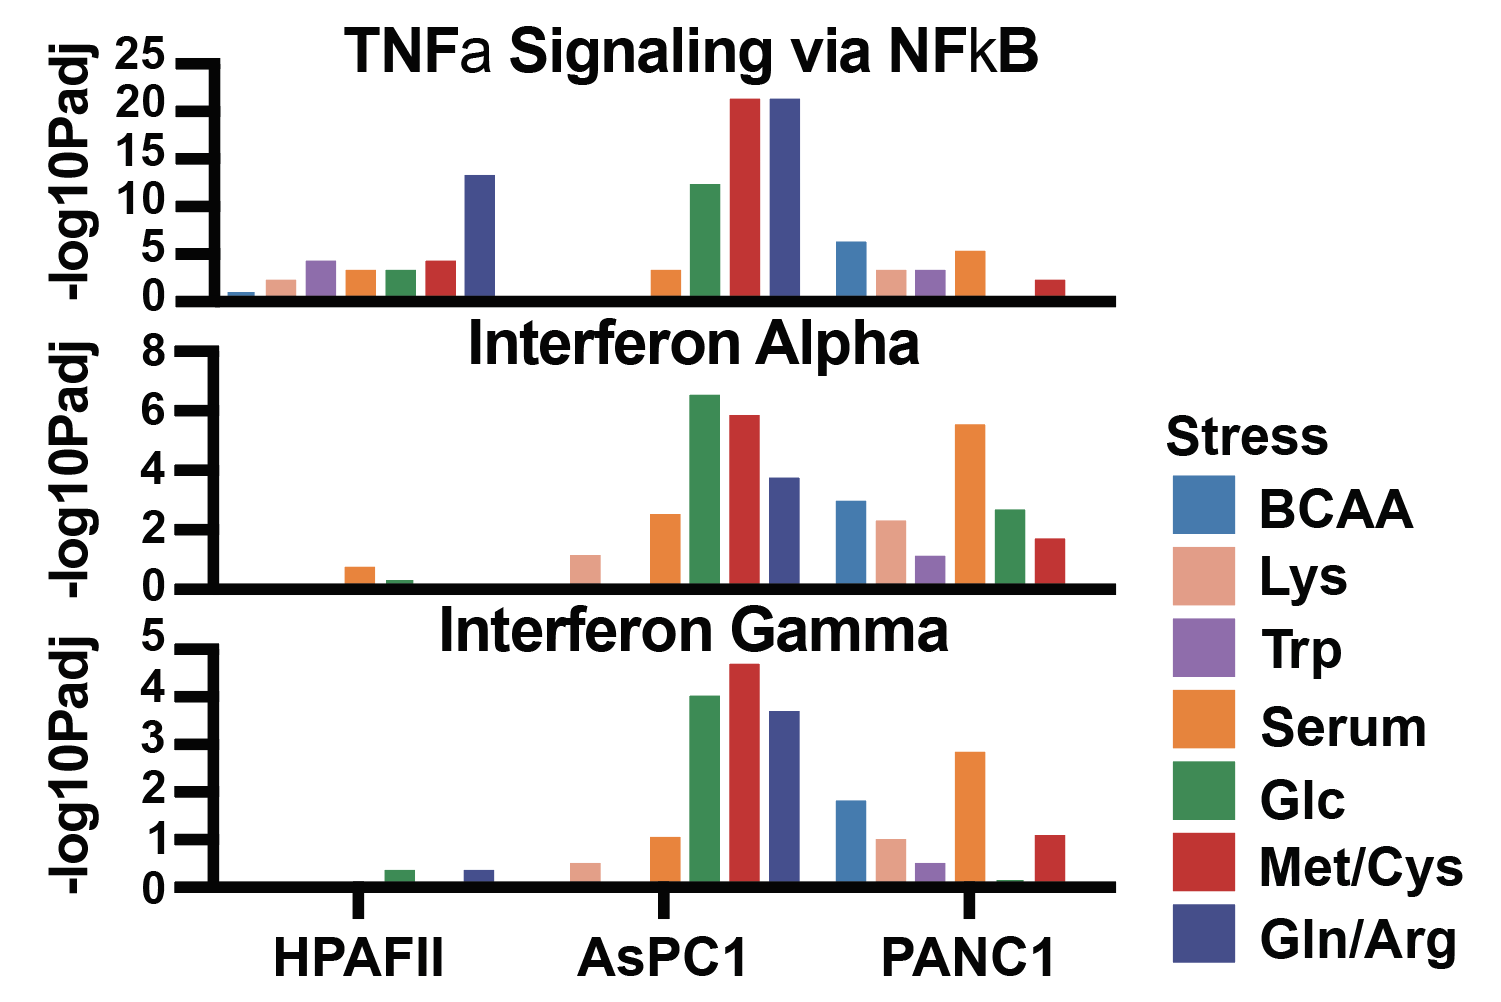 TNFa Signaling via NFkB
-log10Padj
25
20
15
10
5
0
Interferon Alpha
-log10Padj
8
6
4
2
0
Interferon Gamma
-log10Padj
5
4
3
2
1
0
HPAFII
AsPC1
PANC1
Stress
BCAA
Lys
Trp
Serum
Glc
Met/Cys
Gln/Arg